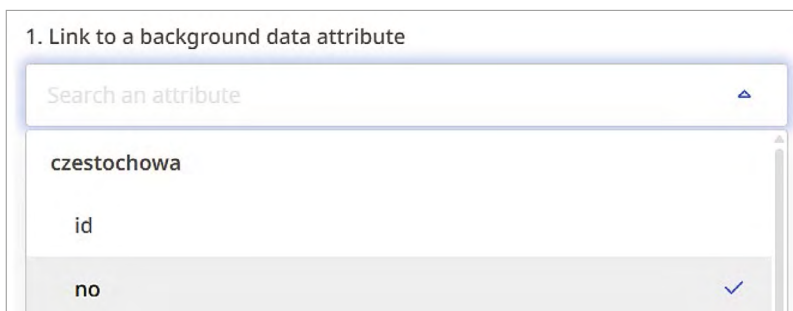 1. Link to a background data attribute
Search an attribute
czestochowa
id
no